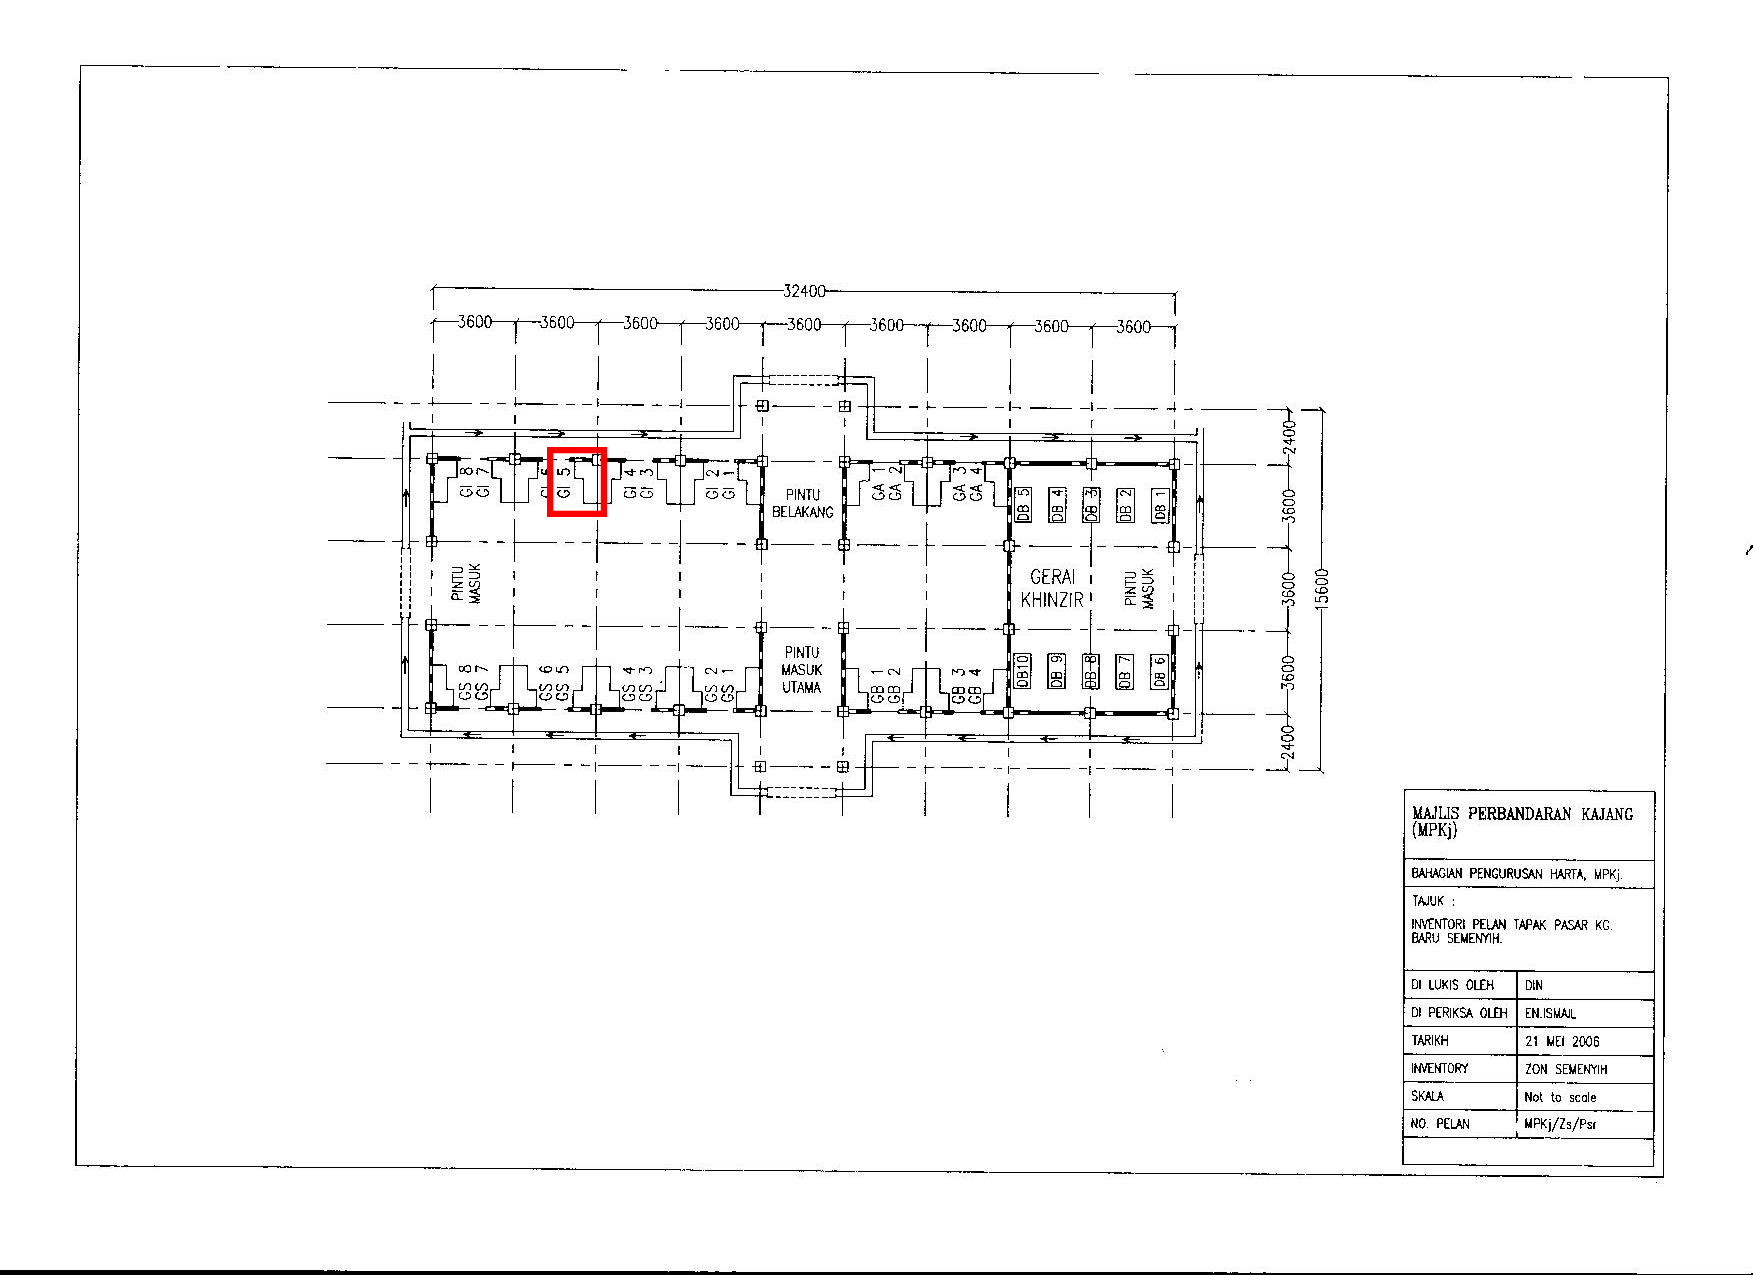 32400
3600 3600 3600 3600 3600 3600 3600 3600 3600
2400
3600
3600
3600
2400
15600
GI 8
GI 7
GI 5
GI 4
GI 3
GI 2
GI 1
PINTU
BELAKANG
GA 1
GA 2
GA 3
GA 4
DB 5
DB 4
DB 3
DB 2
DB 1
PINTU
MASUK
GERAI
KHINZIR
PINTU
MASUK
GS 8
GS 7
GS 6
GS 5
GS 4
GS 3
GS 2
GS 1
PINTU
MASUK
UTAMA
GB 1
GB 2
GB 3
GB 4
DB10
DB 9
DB 8
DB 7
DB 6
MAJLIS PERBANDARAN KAJANG
(MPKj)
BAHAGIAN PENGURUSAN HARTA, MPKj.
TAJUK :
INVENTORI PELAN TAPAK PASAR KG.
BARU SEMENYIH.
DI LUKIS OLEH DIN
DI PERIKSA OLEH EN.ISMAIL
TARIKH 21 MEI 2006
INVENTORY ZON SEMENYIH
SKALA Not to scale
NO. PELAN MPKj/Zs/Psr